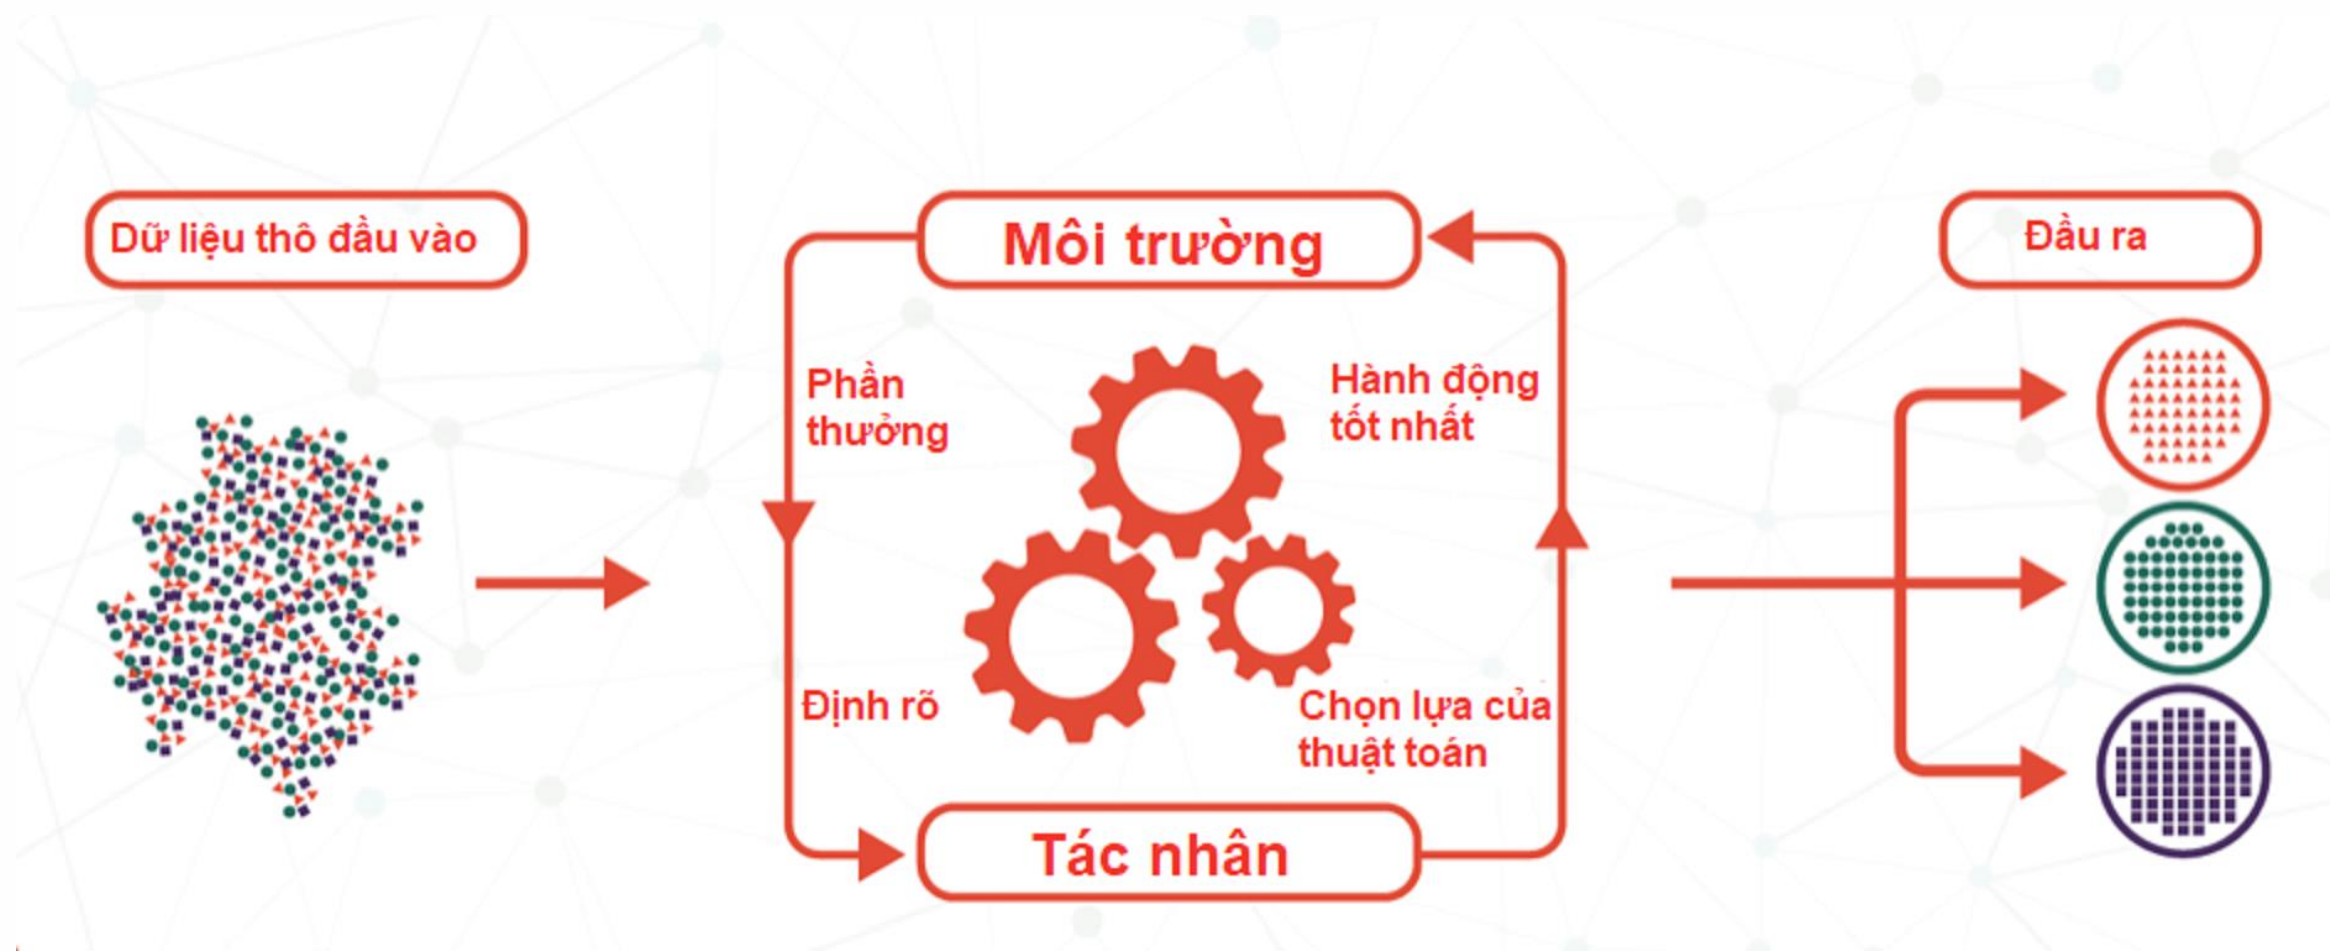 Dữ liệu thô đầu vào
Môi trường
Đầu ra
Phần
thưởng
Hành động
tốt nhất
Định rõ
Chọn lựa của
thuật toán
Tác nhân